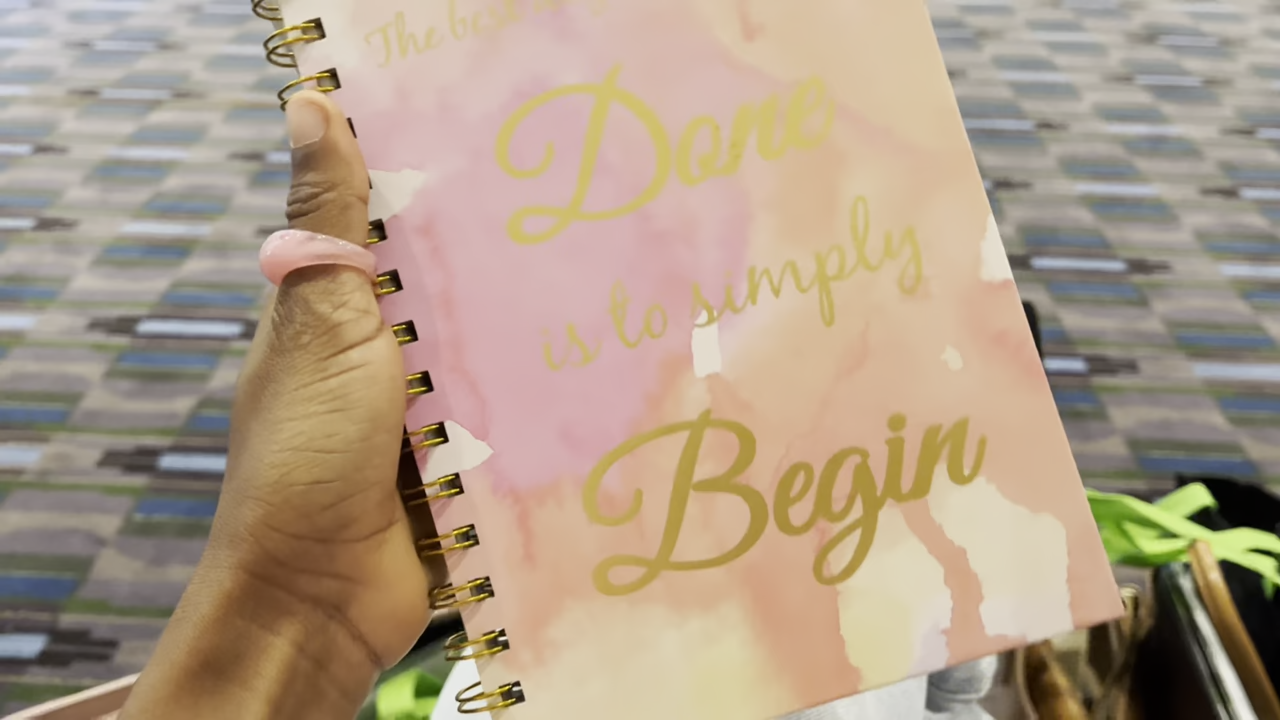 The best
Done
is to simply
Begin